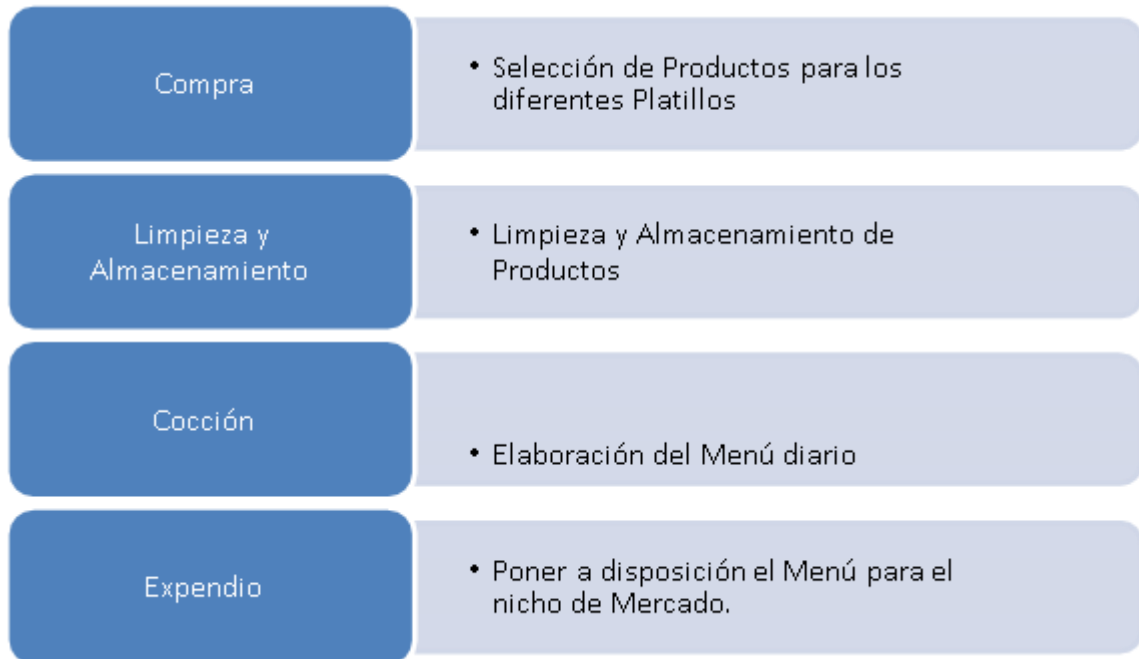 Compra
• Selección de Productos para los
diferentes Platillos
Limpieza y
Almacenamiento
• Limpieza y Almacenamiento de
Productos
Cocción
• Elaboración del Menú diario
Expendio
• Poner a disposición el Menú para el
nicho de Mercado.